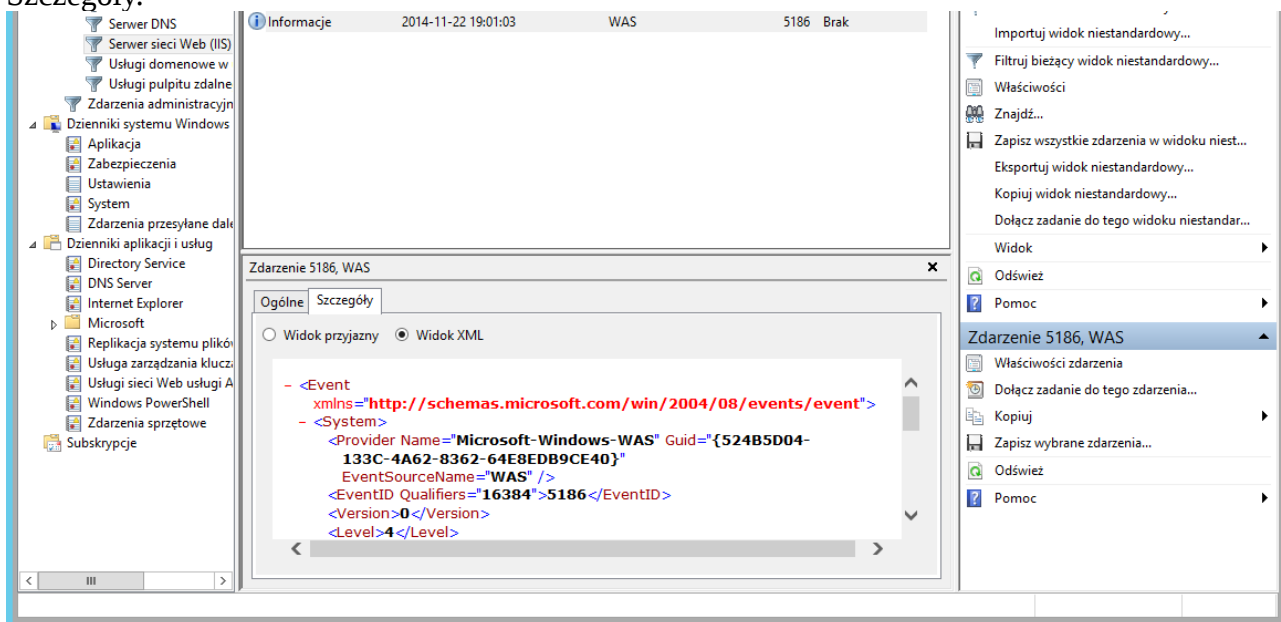 Szczegóły:
Serwer DNS
Serwer sieci Web (IIS)
Usługi domenowe w
Usługi pulpitu zdalne
Zdarzenia administracyjn
Dzienniki systemu Windows
Aplikacja
Zabezpieczenia
Ustawienia
System
Zdarzenia przesyłane dale
Dzienniki aplikacji i usług
Directory Service
DNS Server
Internet Explorer
Microsoft
Replikacja systemu plikó
Usługa zarządzania klucza
Usługi sieci Web usługi A
Windows PowerShell
Zdarzenia sprzętowe
Subskrypcje
Informacje 2014-11-22 19:01:03 WAS 5186 Brak
Zdarzenie 5186, WAS
Ogólne Szczegóły
Widok przyjazny Widok XML
– <Event
xmlns="http://schemas.microsoft.com/win/2004/08/events/event">
– <System>
<Provider Name="Microsoft-Windows-WAS" Guid="{524B5D04-
133C-4A62-8362-64E8EDB9CE40}"
EventSourceName="WAS" />
<EventID Qualifiers="16384">5186</EventID>
<Version>0</Version>
<Level>4</Level>
Importuj widok niestandardowy...
Filtruj bieżący widok niestandardowy...
Właściwości
Znajdź...
Zapisz wszystkie zdarzenia w widoku niest...
Eksportuj widok niestandardowy...
Kopiuj widok niestandardowy...
Dołącz zadanie do tego widoku niestandar...
Widok
Odśwież
Pomoc
Zdarzenie 5186, WAS
Właściwości zdarzenia
Dołącz zadanie do tego zdarzenia...
Kopiuj
Zapisz wybrane zdarzenia...
Odśwież
Pomoc